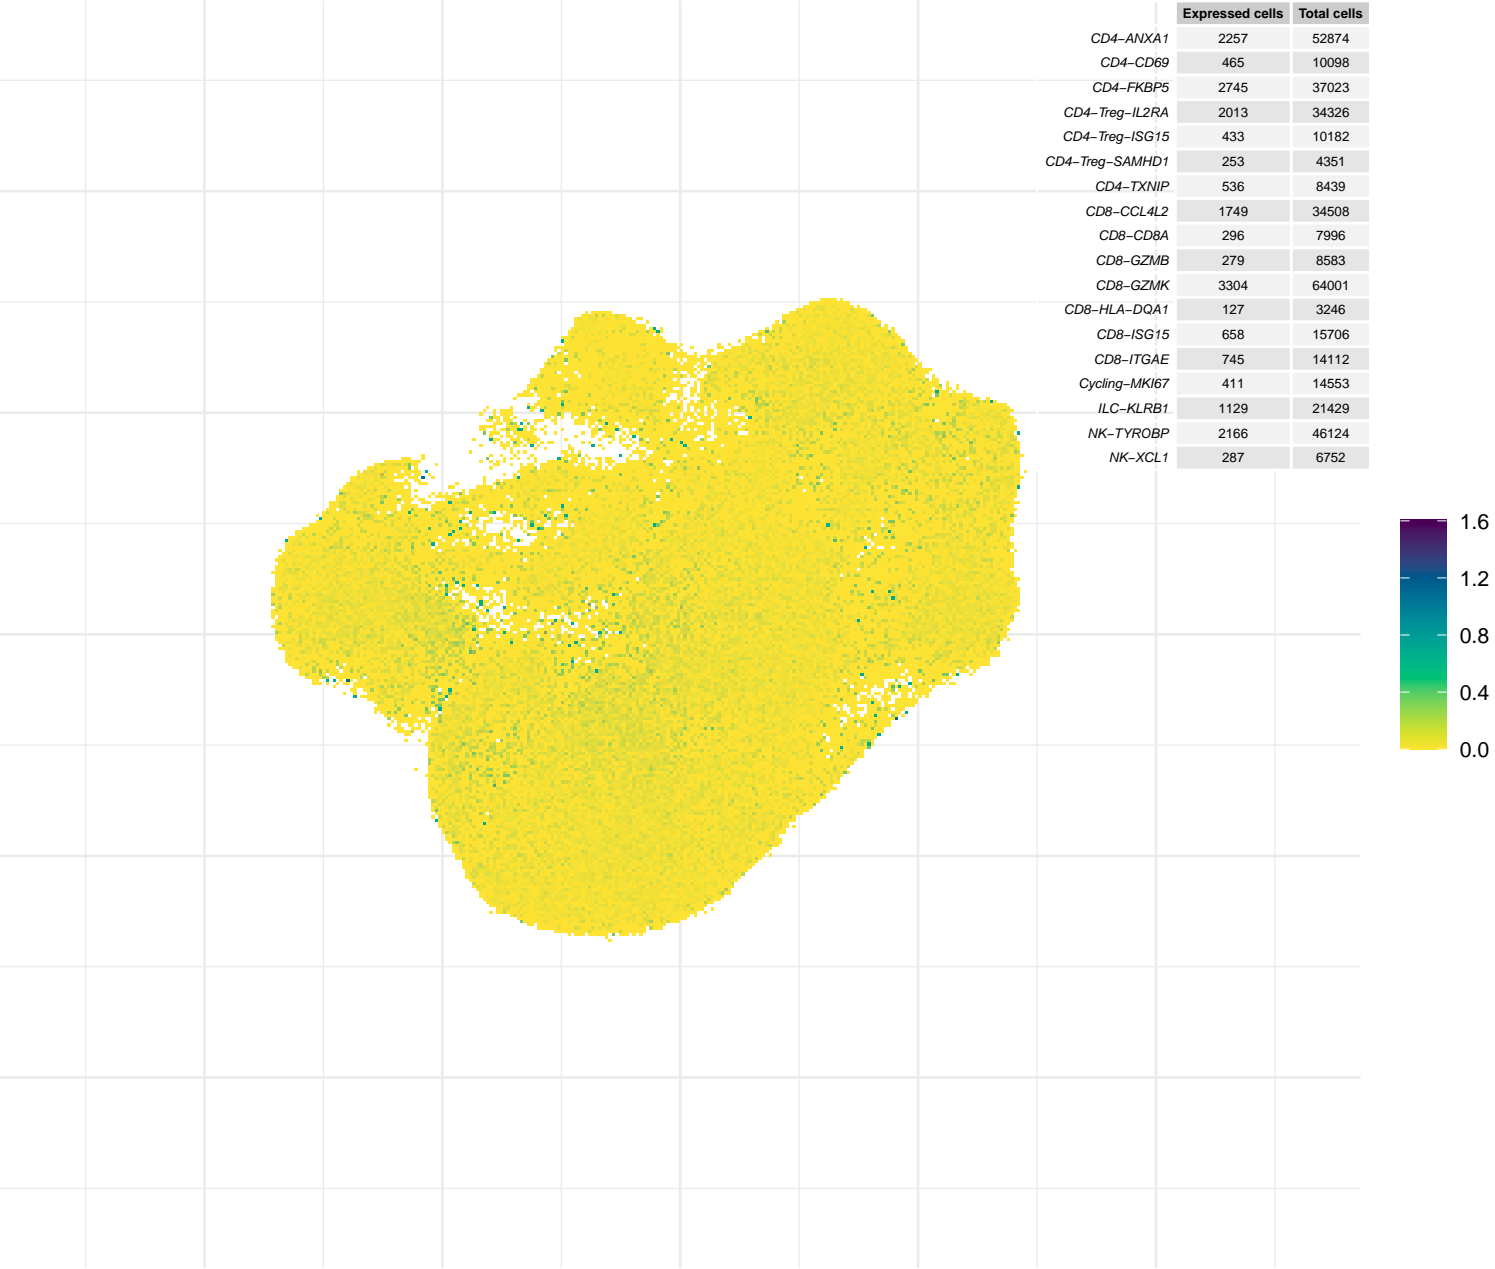 Expressed cells Total cells
CD4−ANXA1 2257 52874
CD4−CD69 465 10098
CD4−FKBP5 2745 37023
CD4−Treg−IL2RA 2013 34326
CD4−Treg−ISG15 433 10182
CD4−Treg−SAMHD1 253 4351
CD4−TXNIP 536 8439
CD8−CCL4L2 1749 34508
CD8−CD8A 296 7996
CD8−GZMB 279 8583
CD8−GZMK 3304 64001
CD8−HLA−DQA1 127 3246
CD8−ISG15 658 15706
CD8−ITGAE 745 14112
Cycling−MKI67 411 14553
ILC−KLRB1 1129 21429
NK−TYROBP 2166 46124
NK−XCL1 287 6752
1.6
1.2
0.8
0.4
0.0